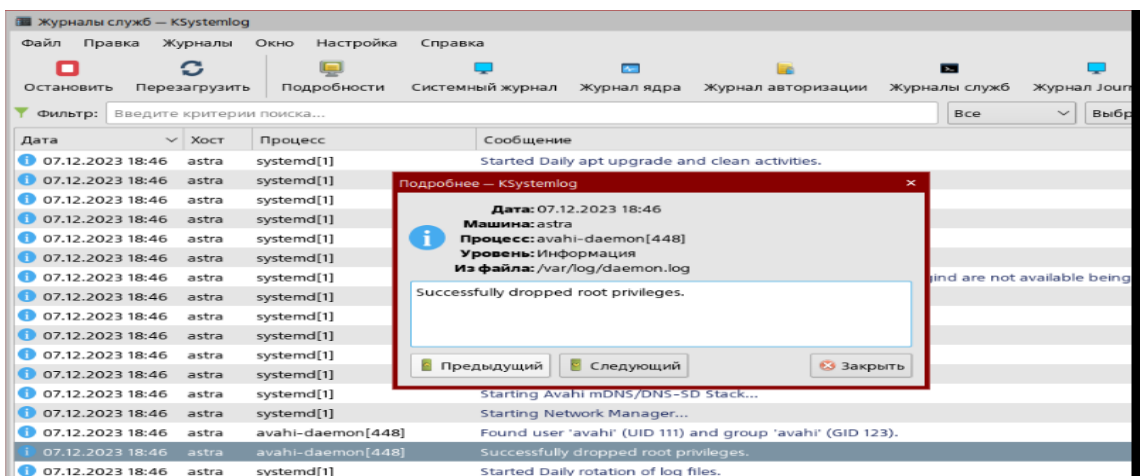 Журналы служб — KSystemlog
Файл Правка Журналы Окно Настройка Справка
Остановить Перезагрузить Подробности Системный журнал Журнал ядра Журнал авторизации Журналы служб Журнал Jour
Фильтр: Введите критерии поиска... Все Выбр
Дата Хост Процесс Сообщение
07.12.2023 18:46 astra systemd[1] Started Daily apt upgrade and clean activities.
07.12.2023 18:46 astra systemd[1]
07.12.2023 18:46 astra systemd[1]
07.12.2023 18:46 astra systemd[1]
07.12.2023 18:46 astra systemd[1]
07.12.2023 18:46 astra systemd[1]
07.12.2023 18:46 astra systemd[1] gind are not available being
07.12.2023 18:46 astra systemd[1]
07.12.2023 18:46 astra systemd[1]
07.12.2023 18:46 astra systemd[1]
07.12.2023 18:46 astra systemd[1]
07.12.2023 18:46 astra systemd[1]
07.12.2023 18:46 astra systemd[1] Starting Avahi mDNS/DNS-SD Stack...
07.12.2023 18:46 astra systemd[1] Starting Network Manager...
07.12.2023 18:46 astra avahi-daemon[448] Found user 'avahi' (UID 111) and group 'avahi' (GID 123).
07.12.2023 18:46 astra avahi-daemon[448] Successfully dropped root privileges.
07.12.2023 18:46 astra systemd[1] Started Daily rotation of log files.
Подробнее — KSystemlog
Дата: 07.12.2023 18:46
Машина: astra
Процесс: avahi-daemon[448]
Уровень: Информация
Из файла: /var/log/daemon.log
Successfully dropped root privileges.
Предыдущий Следующий Закрыть